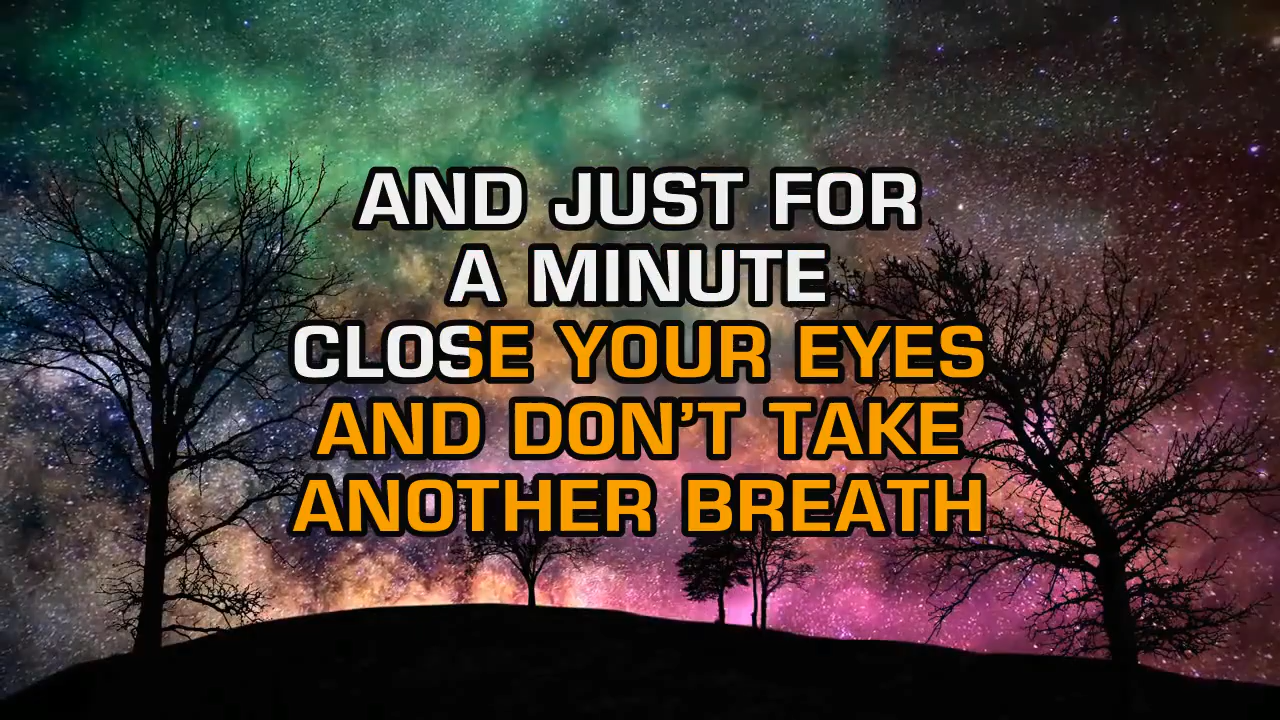 AND JUST FOR
A MINUTE
CLOSE YOUR EYES
AND DON’T TAKE
ANOTHER BREATH